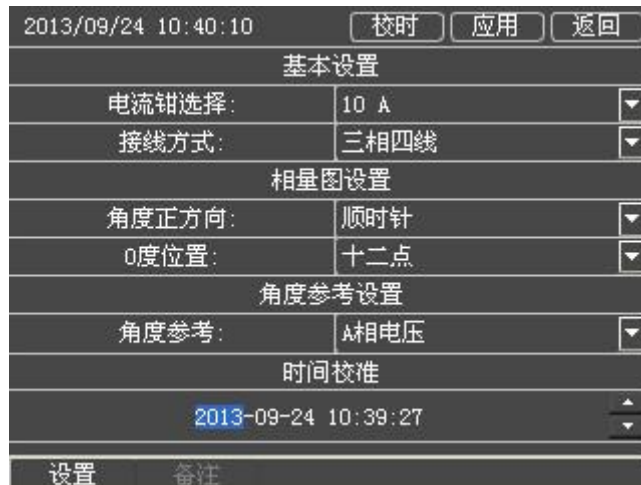 2013/09/24 10:40:10 校时 应用 返回
基本设置
电流钳选择: 10 A
接线方式: 三相四线
相量图设置
角度正方向: 顺时针
0度位置: 十二点
角度参考设置
角度参考: A相电压
时间校准
2013-09-24 10:39:27
设置 备注